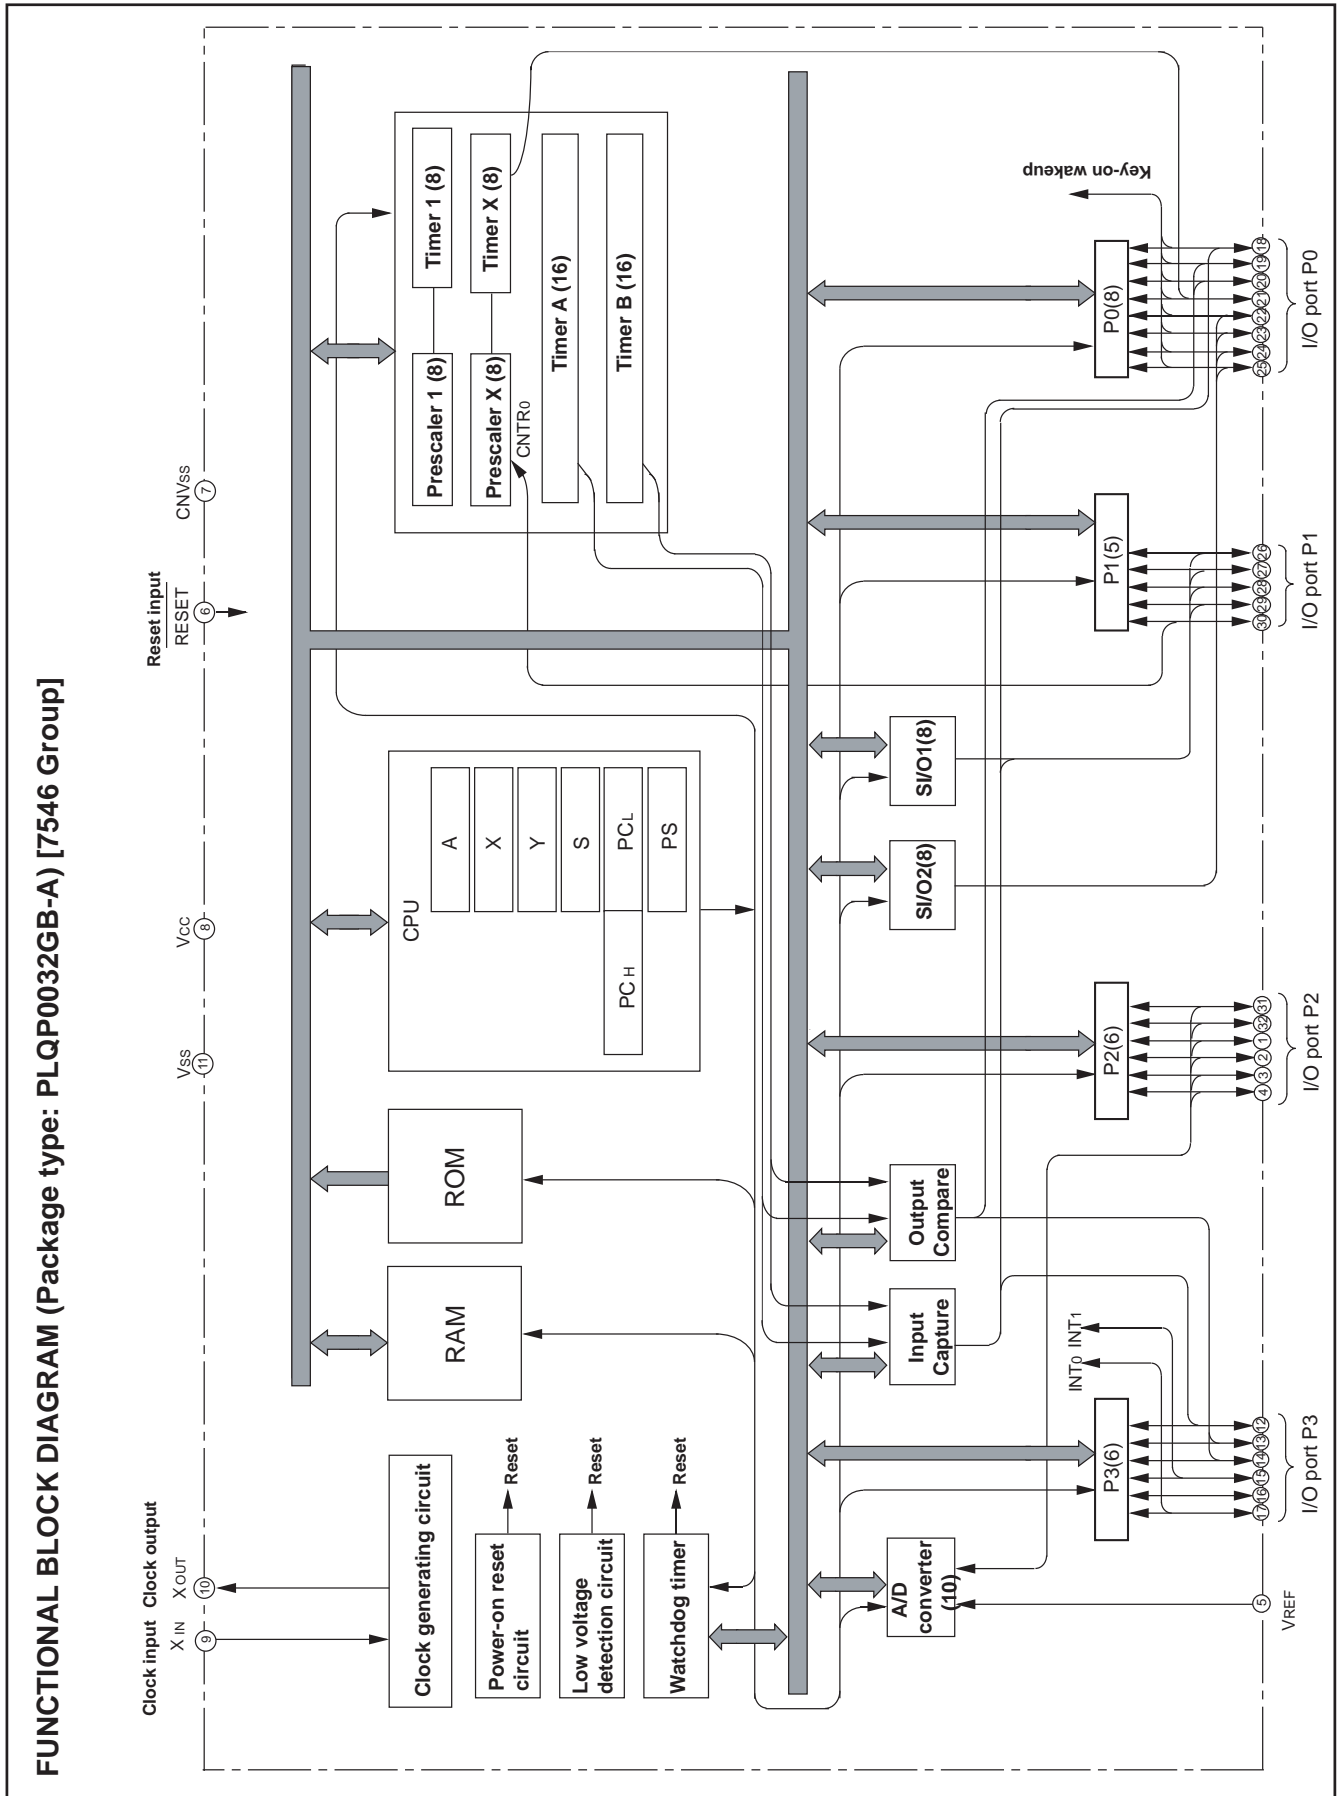 FUNCTIONAL BLOCK DIAGRAM (Package type: PLQP0032GB-A) [7546 Group]
Clock input
XIN
9
Clock output
XOUT
10
VSS
11
VCC
8
Reset input
RESET
6
CNVSS
7
Clock generating circuit
Power-on reset
circuit
Reset
Low voltage
detection circuit
Reset
Watchdog timer
Reset
RAM
ROM
CPU
A
X
Y
S
PCH
PCL
PS
Prescaler 1 (8)
Timer 1 (8)
Prescaler X (8)
Timer X (8)
CNTR0
Timer A (16)
Timer B (16)
A/D
converter
(10)
Input
Capture
Output
Compare
SI/O2(8)
SI/O1(8)
INT0
INT1
Key-on wakeup
P3(6)
P2(6)
P1(5)
P0(8)
5
17
16
15
14
13
12
4
3
2
1
32
31
30
29
28
27
26
25
24
23
22
21
20
19
18
VREF
I/O port P3
I/O port P2
I/O port P1
I/O port P0